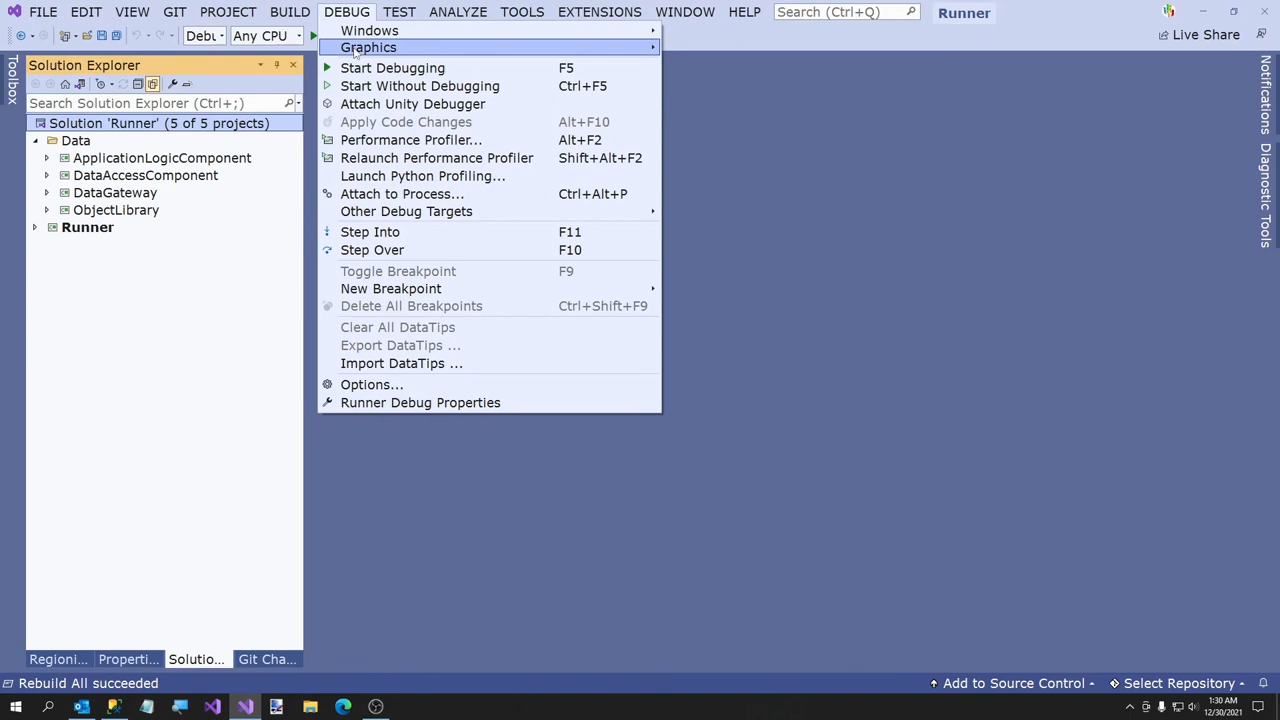 FILE EDIT VIEW GIT PROJECT BUILD DEBUG TEST ANALYZE TOOLS EXTENSIONS WINDOW HELP Search (Ctrl+Q) Runner
Debu Any CPU Live Share
Toolbox
Solution Explorer
Search Solution Explorer (Ctrl+;)
Solution 'Runner' (5 of 5 projects)
Data
ApplicationLogicComponent
DataAccessComponent
DataGateway
ObjectLibrary
Runner
Windows
Graphics
Start Debugging F5
Start Without Debugging Ctrl+F5
Attach Unity Debugger
Apply Code Changes Alt+F10
Performance Profiler... Alt+F2
Relaunch Performance Profiler Shift+Alt+F2
Launch Python Profiling...
Attach to Process... Ctrl+Alt+P
Other Debug Targets
Step Into F11
Step Over F10
Toggle Breakpoint F9
New Breakpoint
Delete All Breakpoints Ctrl+Shift+F9
Clear All DataTips
Export DataTips ...
Import DataTips ...
Options...
Runner Debug Properties
Notifications
Diagnostic Tools
Regioni... Properti... Solutio... Git Cha...
Rebuild All succeeded Add to Source Control Select Repository
1:30 AM
12/30/2021